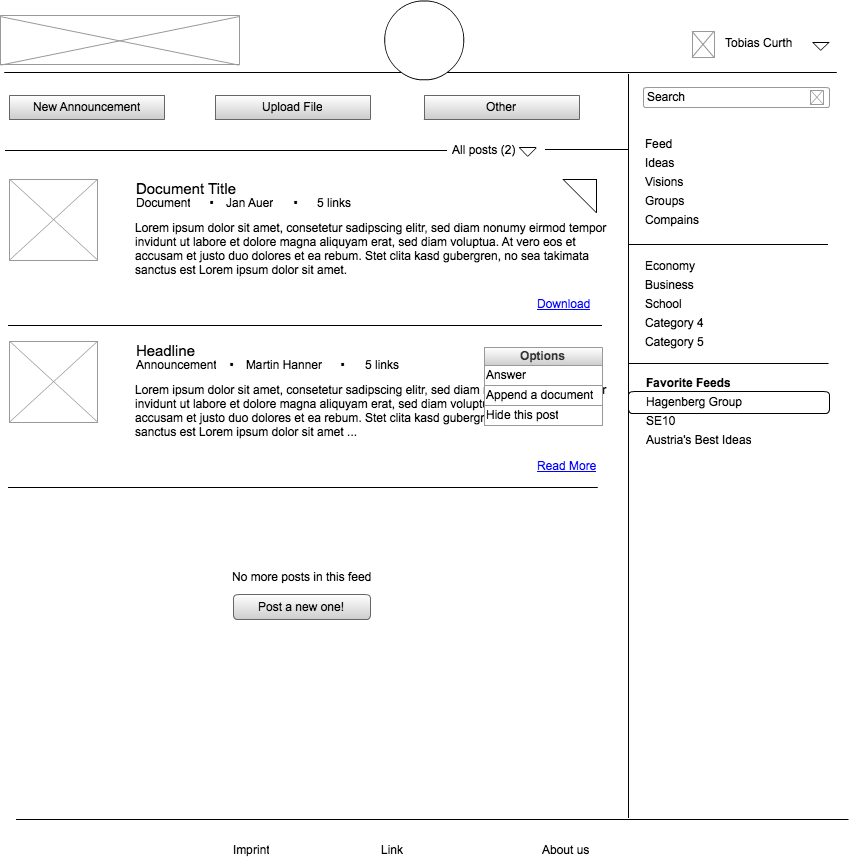 Tobias Curth
New Announcement
Upload File
Other
Search
All posts (2)
Document Title
Document ▪ Jan Auer ▪ 5 links
Lorem ipsum dolor sit amet, consetetur sadipscing elitr, sed diam nonumy eirmod tempor
invidunt ut labore et dolore magna aliquyam erat, sed diam voluptua. At vero eos et
accusam et justo duo dolores et ea rebum. Stet clita kasd gubergren, no sea takimata
sanctus est Lorem ipsum dolor sit amet.
Download
Headline
Announcement ▪ Martin Hanner ▪ 5 links
Lorem ipsum dolor sit amet, consetetur sadipscing elitr, sed diam
invidunt ut labore et dolore magna aliquyam erat, sed diam volupt
accusam et justo duo dolores et ea rebum. Stet clita kasd gubergr
sanctus est Lorem ipsum dolor sit amet ...
Options
Answer
Append a document
Hide this post
Read More
No more posts in this feed
Post a new one!
Feed
Ideas
Visions
Groups
Compains
Economy
Business
School
Category 4
Category 5
Favorite Feeds
Hagenberg Group
SE10
Austria's Best Ideas
Imprint
Link
About us